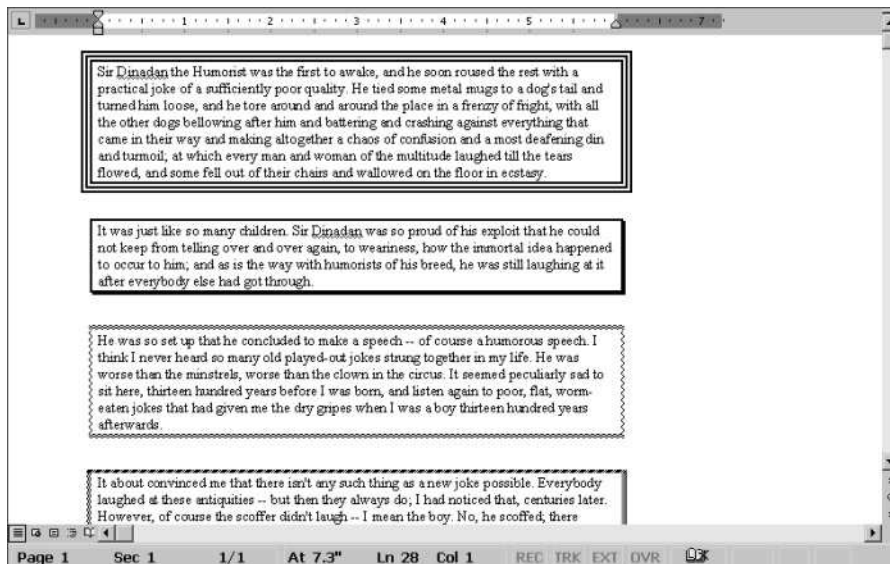 1 2 3 4 5 7
Sir Dinadan the Humorist was the first to awake, and he soon roused the rest with a
practical joke of a sufficiently poor quality. He tied some metal mugs to a dog's tail and
turned him loose, and he tore around and around the place in a frenzy of fright, with all
the other dogs bellowing after him and battering and crashing against everything that
came in their way and making altogether a chaos of confusion and a most deafening din
and turmoil; at which every man and woman of the multitude laughed till the tears
flowed, and some fell out of their chairs and wallowed on the floor in ecstasy.
It was just like so many children. Sir Dinadan was so proud of his exploit that he could
not keep from telling over and over again, to weariness, how the immortal idea happened
to occur to him; and as is the way with humorists of his breed, he was still laughing at it
after everybody else had got through.
He was so set up that he concluded to make a speech -- of course a humorous speech. I
think I never heard so many old played-out jokes strung together in my life. He was
worse than the minstrels, worse than the clown in the circus. It seemed peculiarly sad to
sit here, thirteen hundred years before I was born, and listen again to poor, flat, worm-
eaten jokes that had given me the dry gripes when I was a boy thirteen hundred years
afterwards.
It about convinced me that there isn't any such thing as a new joke possible. Everybody
laughed at these antiquities -- but then they always do; I had noticed that, centuries later.
However, of course the scoffer didn't laugh -- I mean the boy. No, he scoffed; there
Page 1 Sec 1 1/1 At 7.3" Ln 28 Col 1 REC TRK EXT OVR